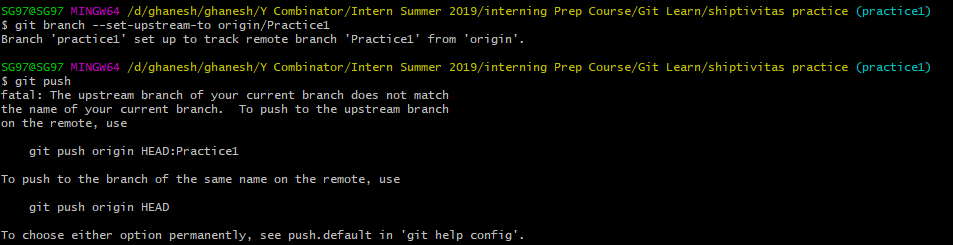 SG97@SG97 MINGW64 /d/ghanesh/ghanesh/Y Combinator/Intern Summer 2019/interning Prep Course/Git Learn/shiptivitas practice (practice1)
$ git branch --set-upstream-to origin/Practice1
Branch 'practice1' set up to track remote branch 'Practice1' from 'origin'.
SG97@SG97 MINGW64 /d/ghanesh/ghanesh/Y Combinator/Intern Summer 2019/interning Prep Course/Git Learn/shiptivitas practice (practice1)
$ git push
fatal: The upstream branch of your current branch does not match
the name of your current branch.  To push to the upstream branch
on the remote, use
    git push origin HEAD:Practice1
To push to the branch of the same name on the remote, use
    git push origin HEAD
To choose either option permanently, see push.default in 'git help config'.